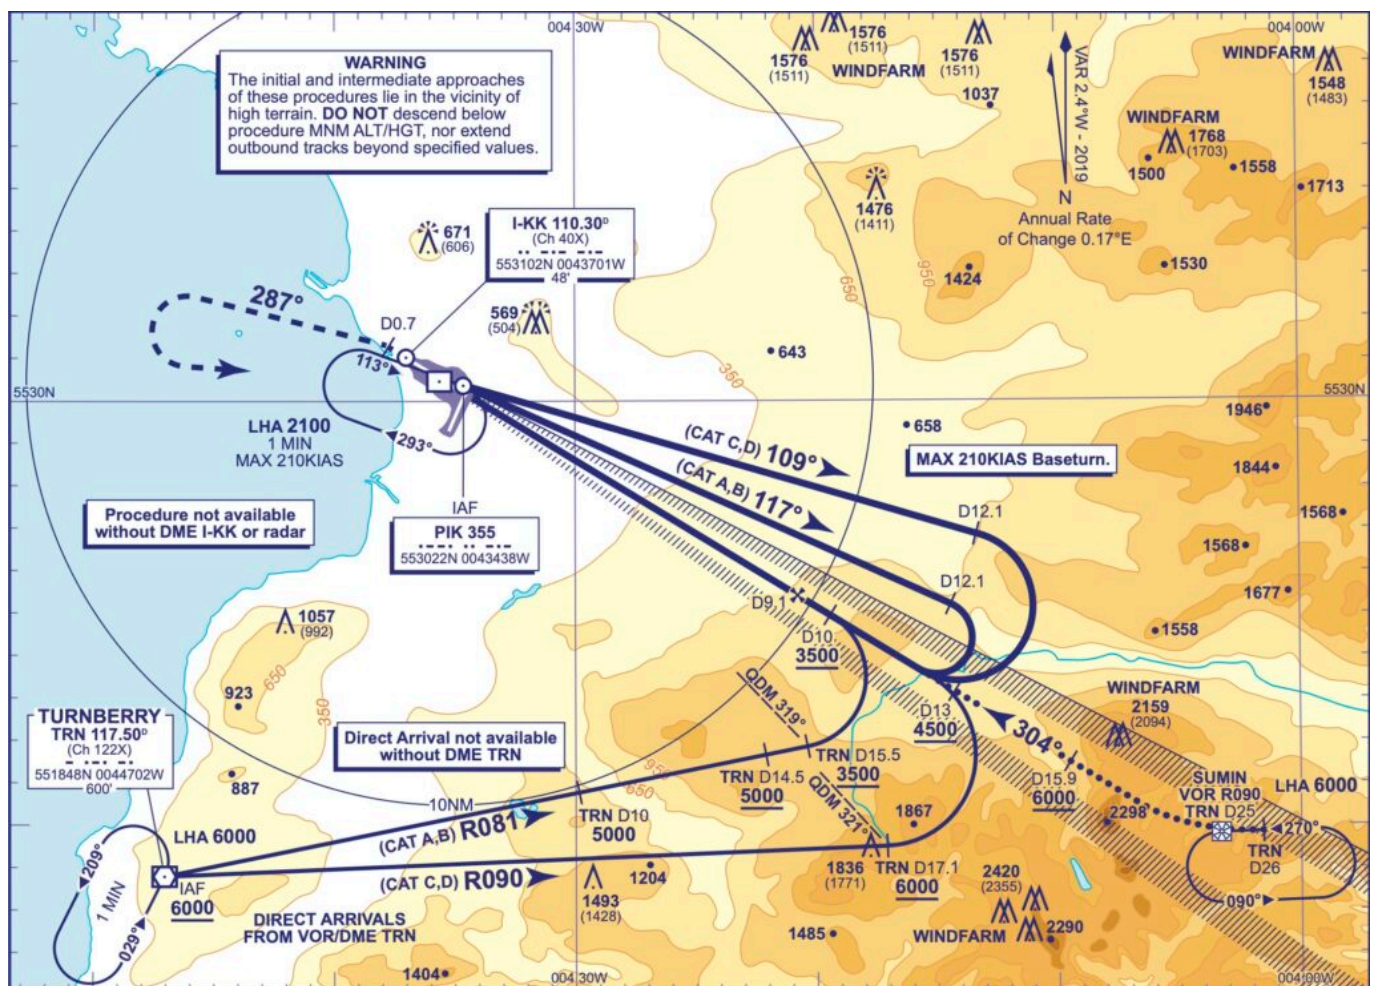 004°30'W
004°00'W
WARNING
The initial and intermediate approaches
of these procedures lie in the vicinity of
high terrain. DO NOT descend below
procedure MNM ALT/HGT, nor extend
outbound tracks beyond specified values.
1576
(1511)
1576
(1511)
WINDFARM
1576
(1511)
1037
VAR 2.4°W - 2019
N
Annual Rate
of Change 0.17°E
WINDFARM
1548
(1483)
WINDFARM
1768
(1703)
1500
1558
1713
1476
(1411)
950
650
1424
1530
671
(606)
I-KK 110.30ᴰ
(Ch 40X)
553102N 0043701W
48'
287°
D0.7
569
(504)
643
350
113°
5530N
5530N
LHA 2100
1 MIN
MAX 210KIAS
293°
(CAT C,D) 109°
658
1946
1844
MAX 210KIAS Baseturn.
(CAT A,B) 117°
IAF
PIK 355
553022N 0043438W
Procedure not available
without DME I-KK or radar
D12.1
D12.1
1568
1568
1677
1558
1057
(992)
650
923
350
D9.1
D10
3500
QDM 319°
D13
4500
304°
WINDFARM
2159
(2094)
TURNBERRY
TRN 117.50ᴰ
(Ch 122X)
551848N 0044702W
600'
Direct Arrival not available
without DME TRN
887
10NM
950
650
TRN D14.5
5000
TRN D15.5
3500
QDM 321°
D15.9
6000
2298
SUMIN
VOR R090
TRN D25
LHA 6000
270°
TRN
D26
090°
LHA 6000
(CAT A,B) R081
TRN D10
5000
1867
209°
1 MIN
029°
IAF
6000
(CAT C,D) R090
1493
(1428)
1204
1836
(1771)
TRN D17.1
6000
2420
(2355)
DIRECT ARRIVALS
FROM VOR/DME TRN
1485
WINDFARM
2290
1404
004°30'W
004°00'W